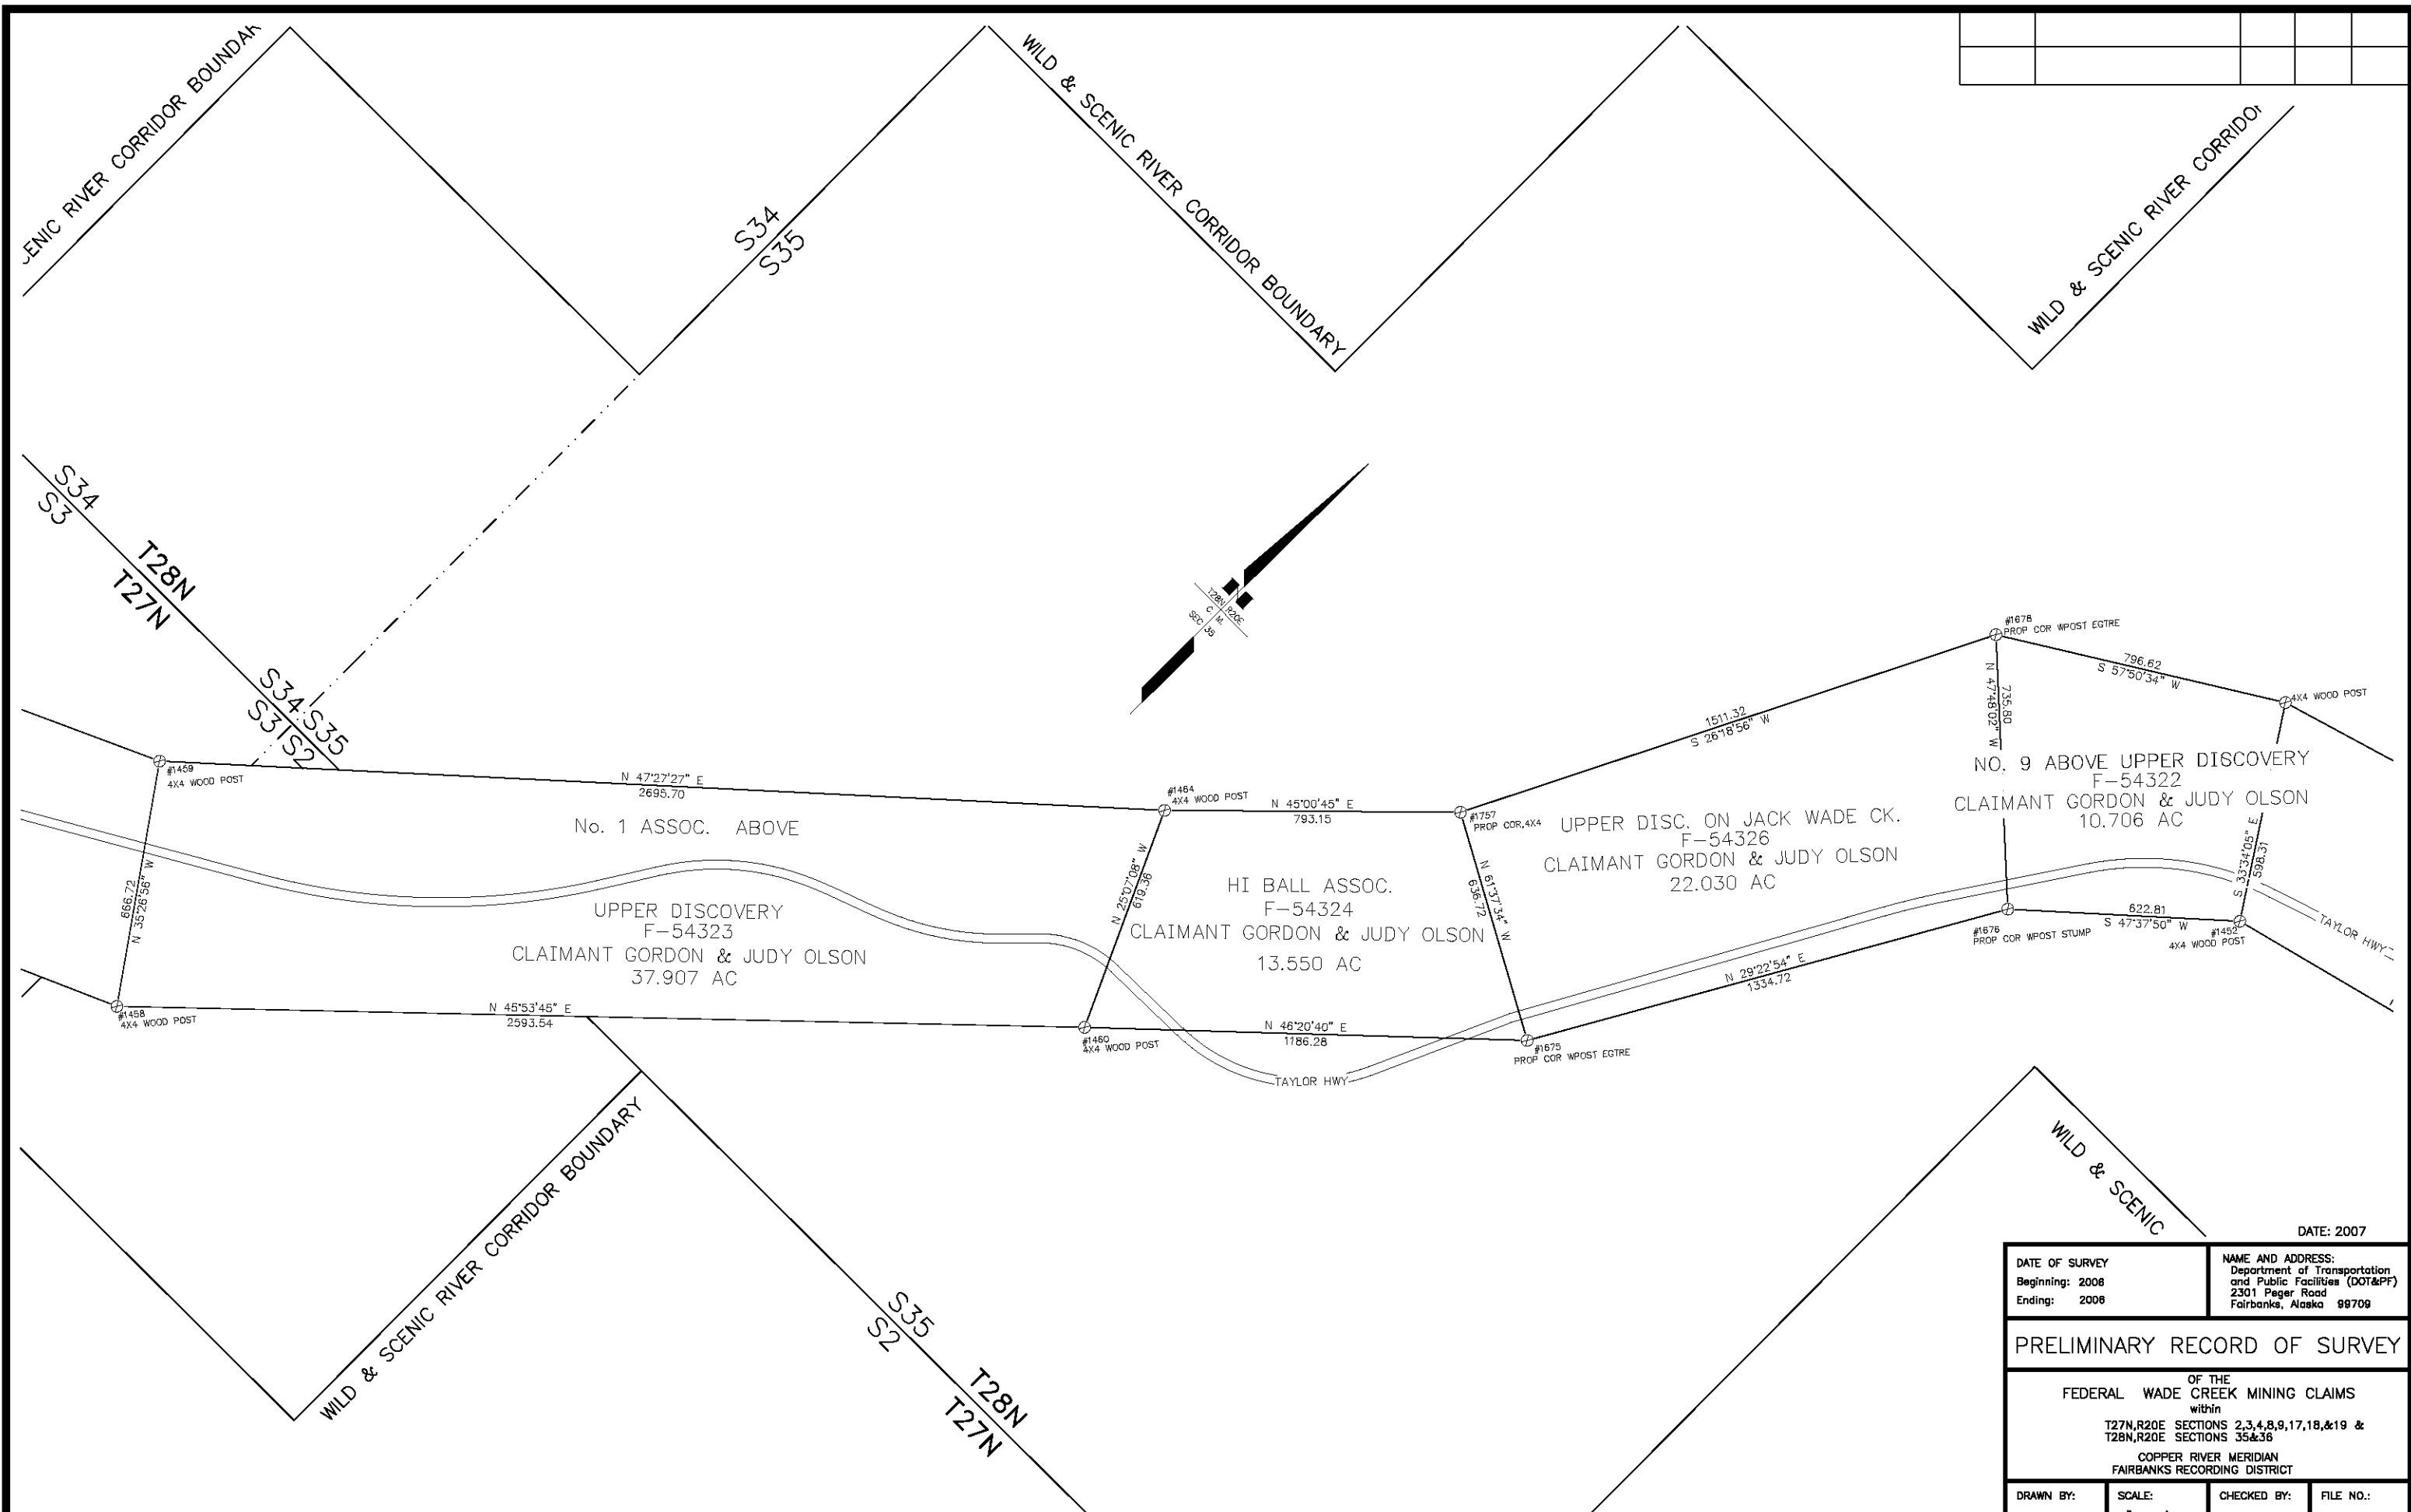 WILD & SCENIC RIVER CORRIDOR BOUNDARY
S34
S35
S34
S3
T28N
T27N
S34
S35
S3
S2
T28N R20E
C. M.
SEC 35
#1459
4X4 WOOD POST
N 47°27'27" E
2695.70
No. 1 ASSOC. ABOVE
666.72
N 35°26'56" W
UPPER DISCOVERY
F-54323
CLAIMANT GORDON & JUDY OLSON
37.907 AC
#1458
4X4 WOOD POST
N 45°53'45" E
2593.54
#1464
4X4 WOOD POST
N 45°00'45" E
793.15
N 25°07'08" W
619.36
HI BALL ASSOC.
F-54324
CLAIMANT GORDON & JUDY OLSON
13.550 AC
#1460
4X4 WOOD POST
N 46°20'40" E
1186.28
TAYLOR HWY
#1757
PROP COR,4X4
N 61°37'34" W
636.72
1511.32
S 26°18'56" W
UPPER DISC. ON JACK WADE CK.
F-54326
CLAIMANT GORDON & JUDY OLSON
22.030 AC
#1675
PROP COR WPOST EGTRE
N 29°22'54" E
1334.72
#1678
PROP COR WPOST EGTRE
796.62
S 57°50'34" W
4X4 WOOD POST
735.80
N 47°48'02" W
NO. 9 ABOVE UPPER DISCOVERY
F-54322
CLAIMANT GORDON & JUDY OLSON
10.706 AC
S 33°34'05" E
598.31
#1676
PROP COR WPOST STUMP
622.81
S 47°37'50" W
#1452
4X4 WOOD POST
TAYLOR HWY
WILD & SCENIC RIVER CORRIDOR BOUNDARY
S35
S2
T28N
T27N
WILD & SCENIC
DATE: 2007
DATE OF SURVEY
Beginning: 2006
Ending: 2006
NAME AND ADDRESS:
Department of Transportation
and Public Facilities (DOT&PF)
2301 Peger Road
Fairbanks, Alaska 99709
PRELIMINARY RECORD OF SURVEY
OF THE
FEDERAL WADE CREEK MINING CLAIMS
within
T27N,R20E SECTIONS 2,3,4,8,9,17,18,&19 &
T28N,R20E SECTIONS 35&36
COPPER RIVER MERIDIAN
FAIRBANKS RECORDING DISTRICT
DRAWN BY:
SCALE:
CHECKED BY:
FILE NO.: